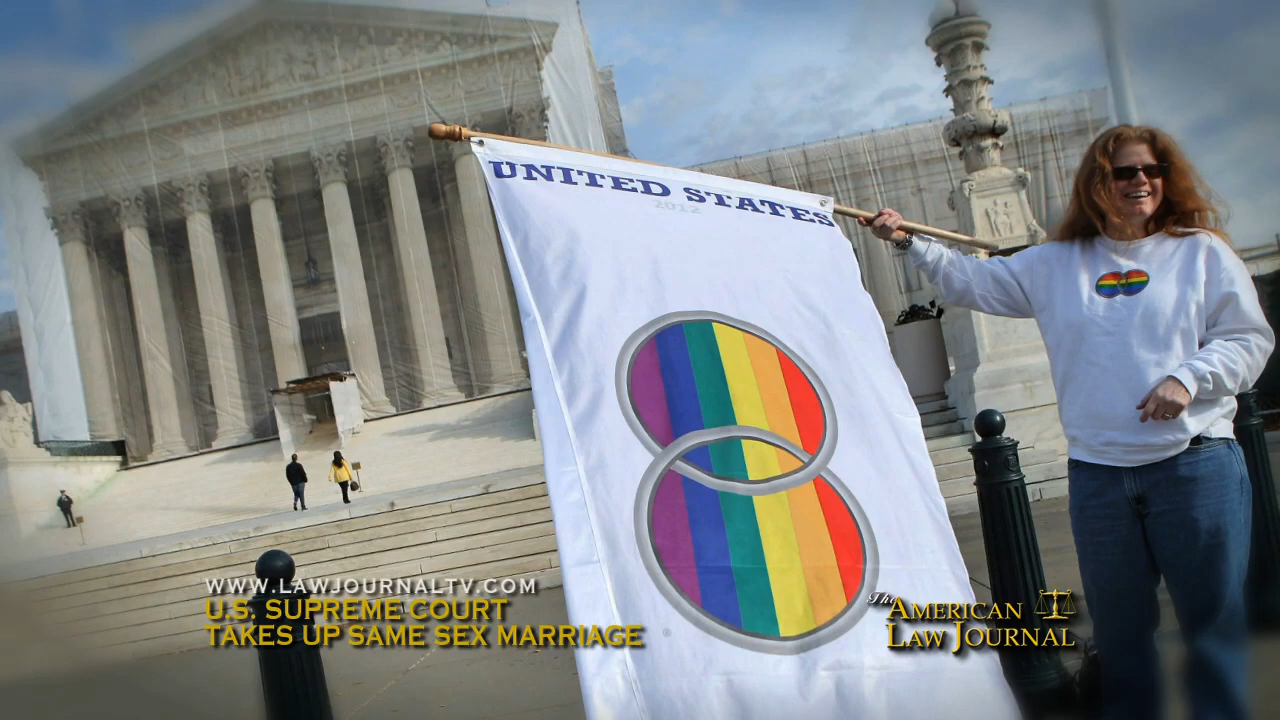 UNITED STATES
2012
WWW.LAWJOURNALTV.COM
U.S. SUPREME COURT
TAKES UP SAME SEX MARRIAGE
The
AMERICAN
LAW JOURNAL
®